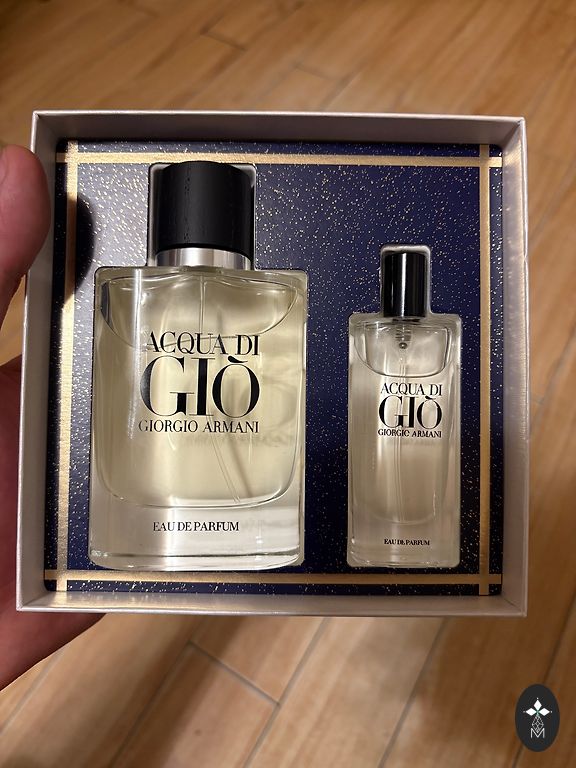 ACQUA DI
GIÒ
GIORGIO ARMANI
EAU DE PARFUM
ACQUA DI
GIÒ
GIORGIO ARMANI
EAU DE PARFUM
M